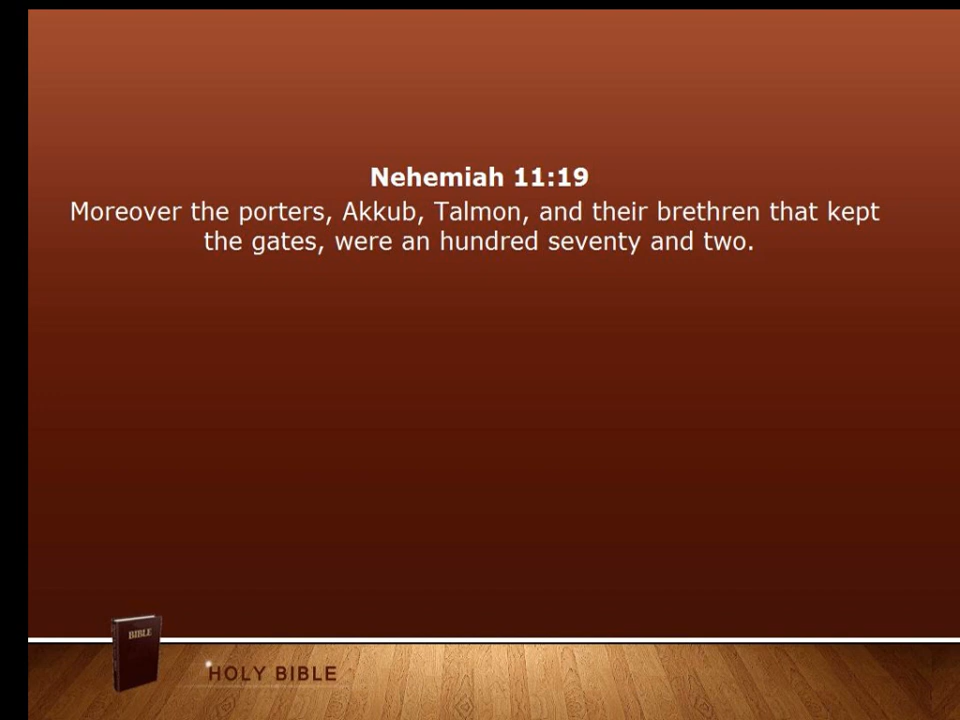 Nehemiah 11:19
Moreover the porters, Akkub, Talmon, and their brethren that kept
the gates, were an hundred seventy and two.
BIBLE
HOLY BIBLE